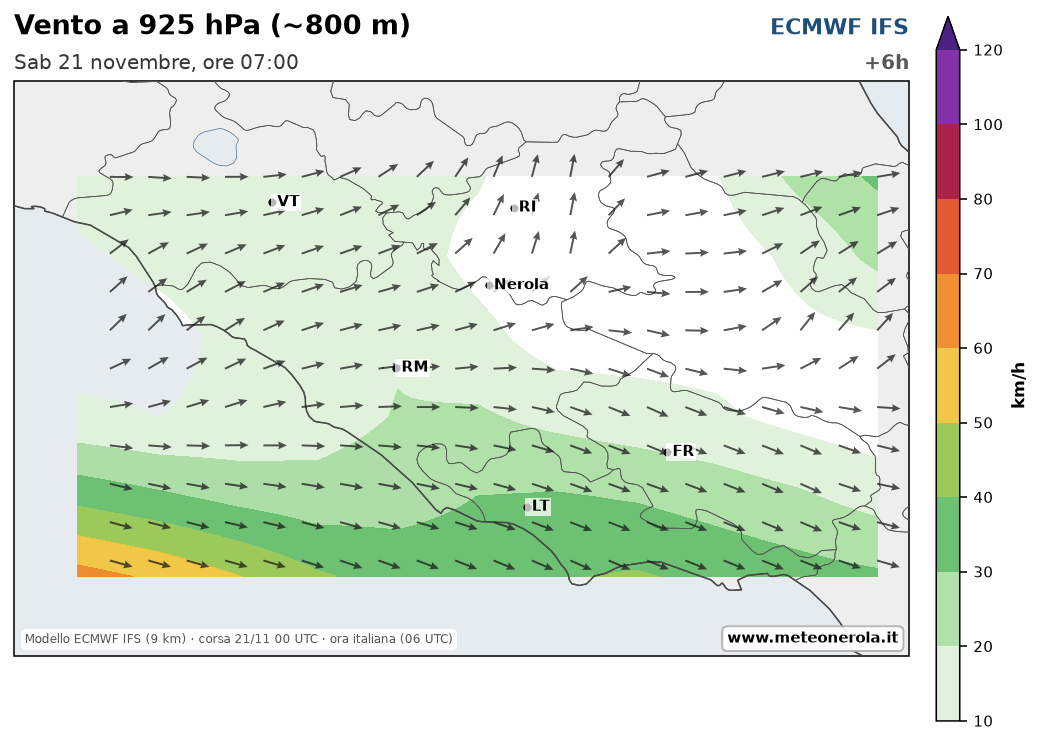 Vento a 925 hPa (~800 m)
ECMWF IFS
Sab 21 novembre, ore 07:00
+6h
VT
RI
Nerola
RM
FR
LT
120
100
80
70
60
50
40
30
20
10
km/h
Modello ECMWF IFS (9 km) · corsa 21/11 00 UTC · ora italiana (06 UTC)
www.meteonerola.it